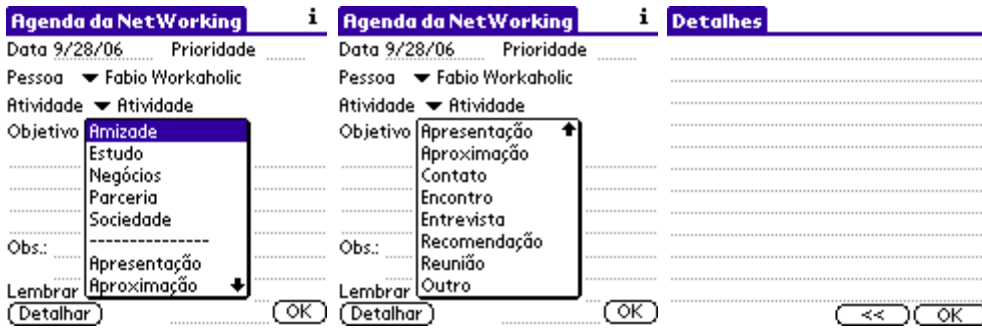 Agenda da NetWorking i
Data 9/28/06 Prioridade
Pessoa Fabio Workaholic
Atividade Atividade
Objetivo Amizade
Estudo
Negócios
Parceria
Sociedade
---------------
Obs.:
Apresentação
Aproximação
Lembrar
Detalhar OK
Agenda da NetWorking i
Data 9/28/06 Prioridade
Pessoa Fabio Workaholic
Atividade Atividade
Objetivo Apresentação
Aproximação
Contato
Encontro
Entrevista
Obs.: Recomendação
Reunião
Lembrar Outro
Detalhar OK
Detalhes
<< OK